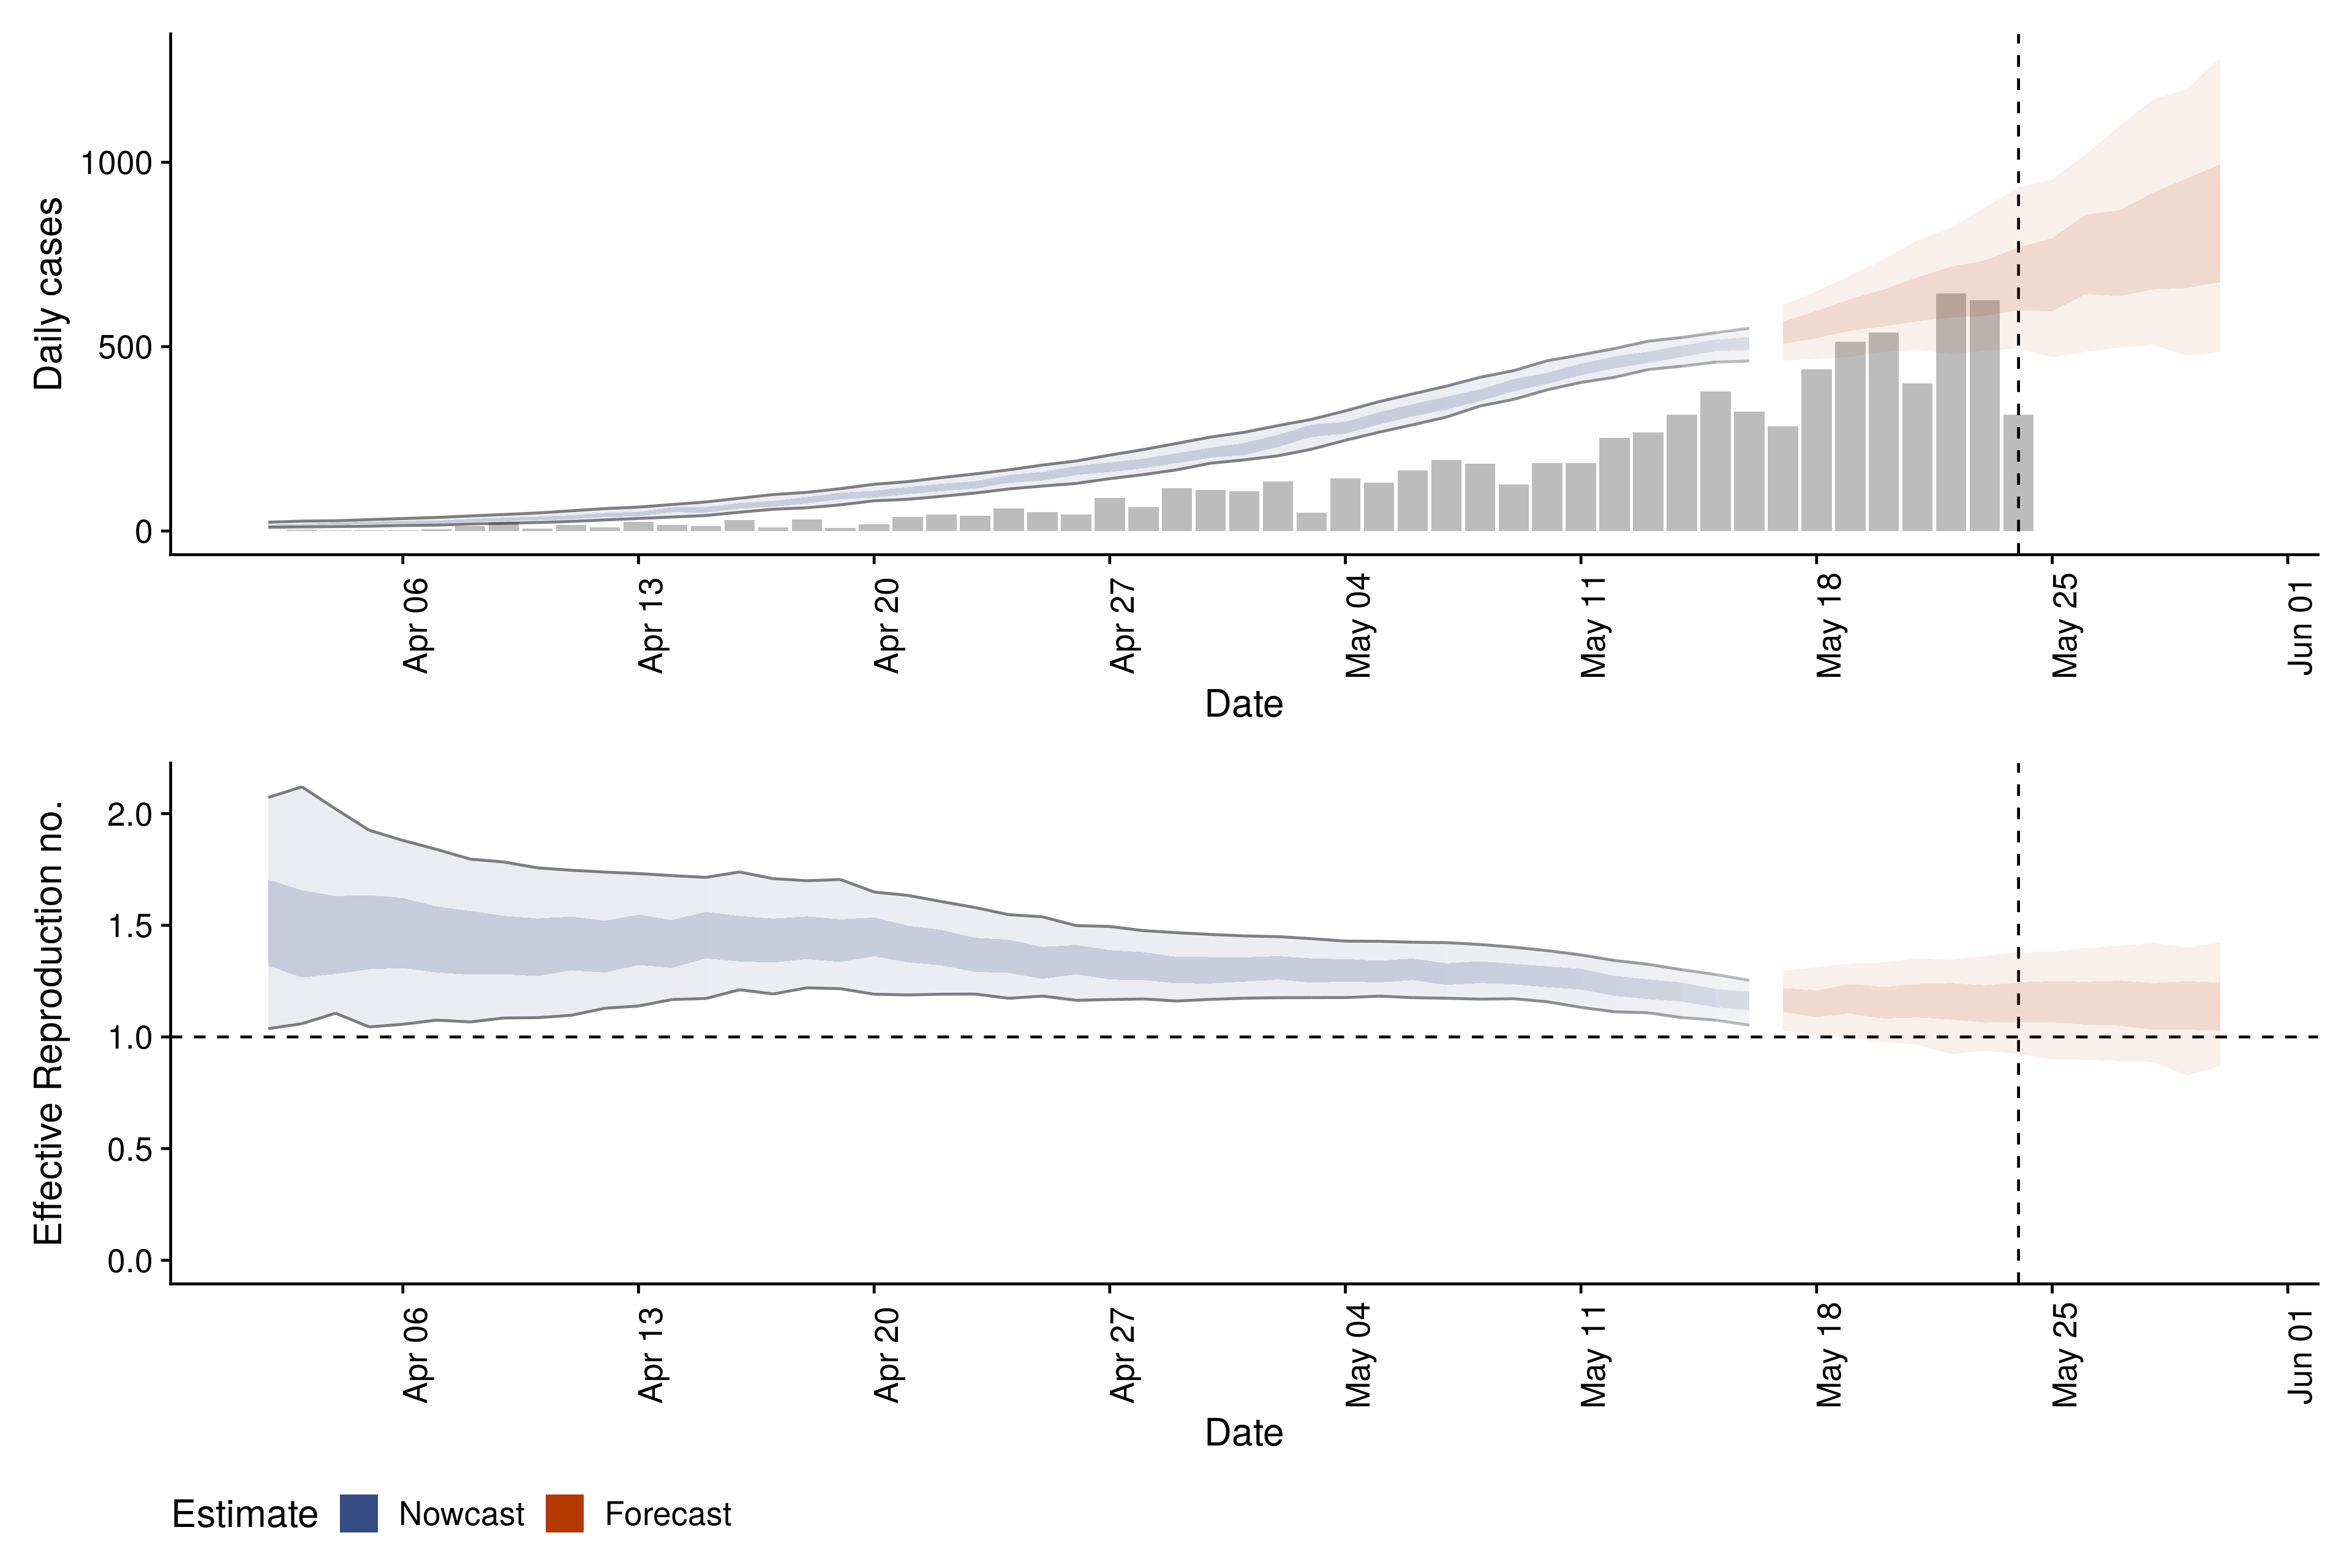 Daily cases
1000
500
0
Apr 06
Apr 13
Apr 20
Apr 27
May 04
May 11
May 18
May 25
Jun 01
Date
Effective Reproduction no.
2.0
1.5
1.0
0.5
0.0
Apr 06
Apr 13
Apr 20
Apr 27
May 04
May 11
May 18
May 25
Jun 01
Date
Estimate Nowcast Forecast